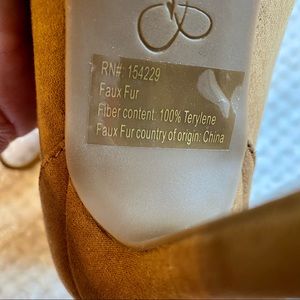 RN#: 154229
Faux Fur
Fiber content: 100% Terylene
Faux Fur country of origin: China